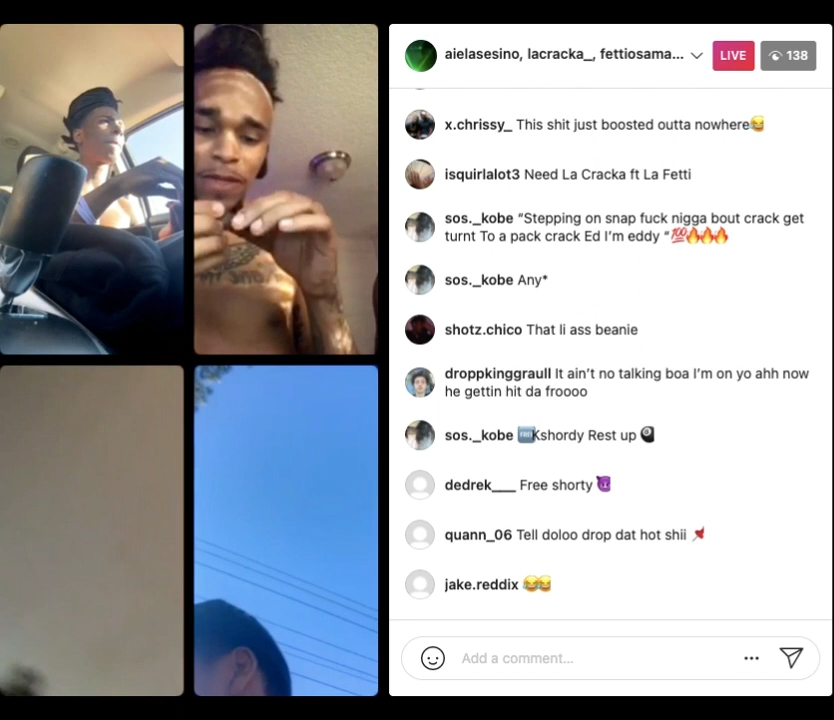 aielasesino, lacracka_, fettiosama...
LIVE
138
x.chrissy_ This shit just boosted outta nowhere😂
isquirlalot3 Need La Cracka ft La Fetti
sos._kobe “Stepping on snap fuck nigga bout crack get
turnt To a pack crack Ed I’m eddy “💯🔥🔥🔥
sos._kobe Any*
shotz.chico That li ass beanie
droppkinggraull It ain’t no talking boa I’m on yo ahh now
he gettin hit da froooo
sos._kobe 🆓Kshordy Rest up 🎱
dedrek___ Free shorty 😈
quann_06 Tell doloo drop dat hot shii 📌
jake.reddix 😂😂
Add a comment...